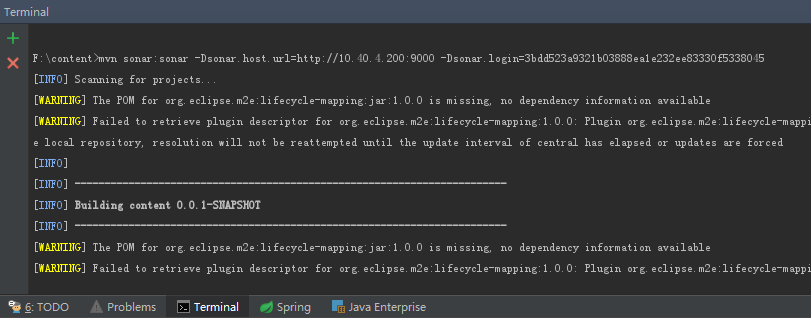 Terminal
F:\content>mvn sonar:sonar -Dsonar.host.url=http://10.40.4.200:9000 -Dsonar.login=3bdd523a9321b03888ea1e232ee83330f5338045
[INFO] Scanning for projects...
[WARNING] The POM for org.eclipse.m2e:lifecycle-mapping:jar:1.0.0 is missing, no dependency information available
[WARNING] Failed to retrieve plugin descriptor for org.eclipse.m2e:lifecycle-mapping:1.0.0: Plugin org.eclipse.m2e:lifecycle-mappi
e local repository, resolution will not be reattempted until the update interval of central has elapsed or updates are forced
[INFO]
[INFO] ------------------------------------------------------------------------
[INFO] Building content 0.0.1-SNAPSHOT
[INFO] ------------------------------------------------------------------------
[WARNING] The POM for org.eclipse.m2e:lifecycle-mapping:jar:1.0.0 is missing, no dependency information available
[WARNING] Failed to retrieve plugin descriptor for org.eclipse.m2e:lifecycle-mapping:1.0.0: Plugin org.eclipse.m2e:lifecycle-mappi
6: TODO Problems Terminal Spring Java Enterprise